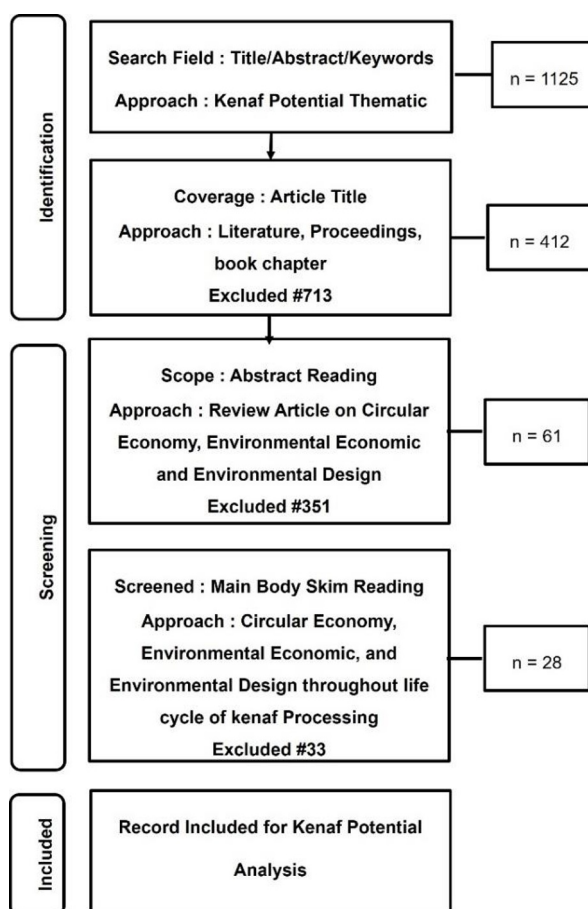 Identification
Search Field : Title/Abstract/Keywords
Approach : Kenaf Potential Thematic
n = 1125
Coverage : Article Title
Approach : Literature, Proceedings,
book chapter
Excluded #713
n = 412
Screening
Scope : Abstract Reading
Approach : Review Article on Circular
Economy, Environmental Economic
and Environmental Design
Excluded #351
n = 61
Screened : Main Body Skim Reading
Approach : Circular Economy,
Environmental Economic, and
Environmental Design throughout life
cycle of kenaf Processing
Excluded #33
n = 28
Included
Record Included for Kenaf Potential
Analysis